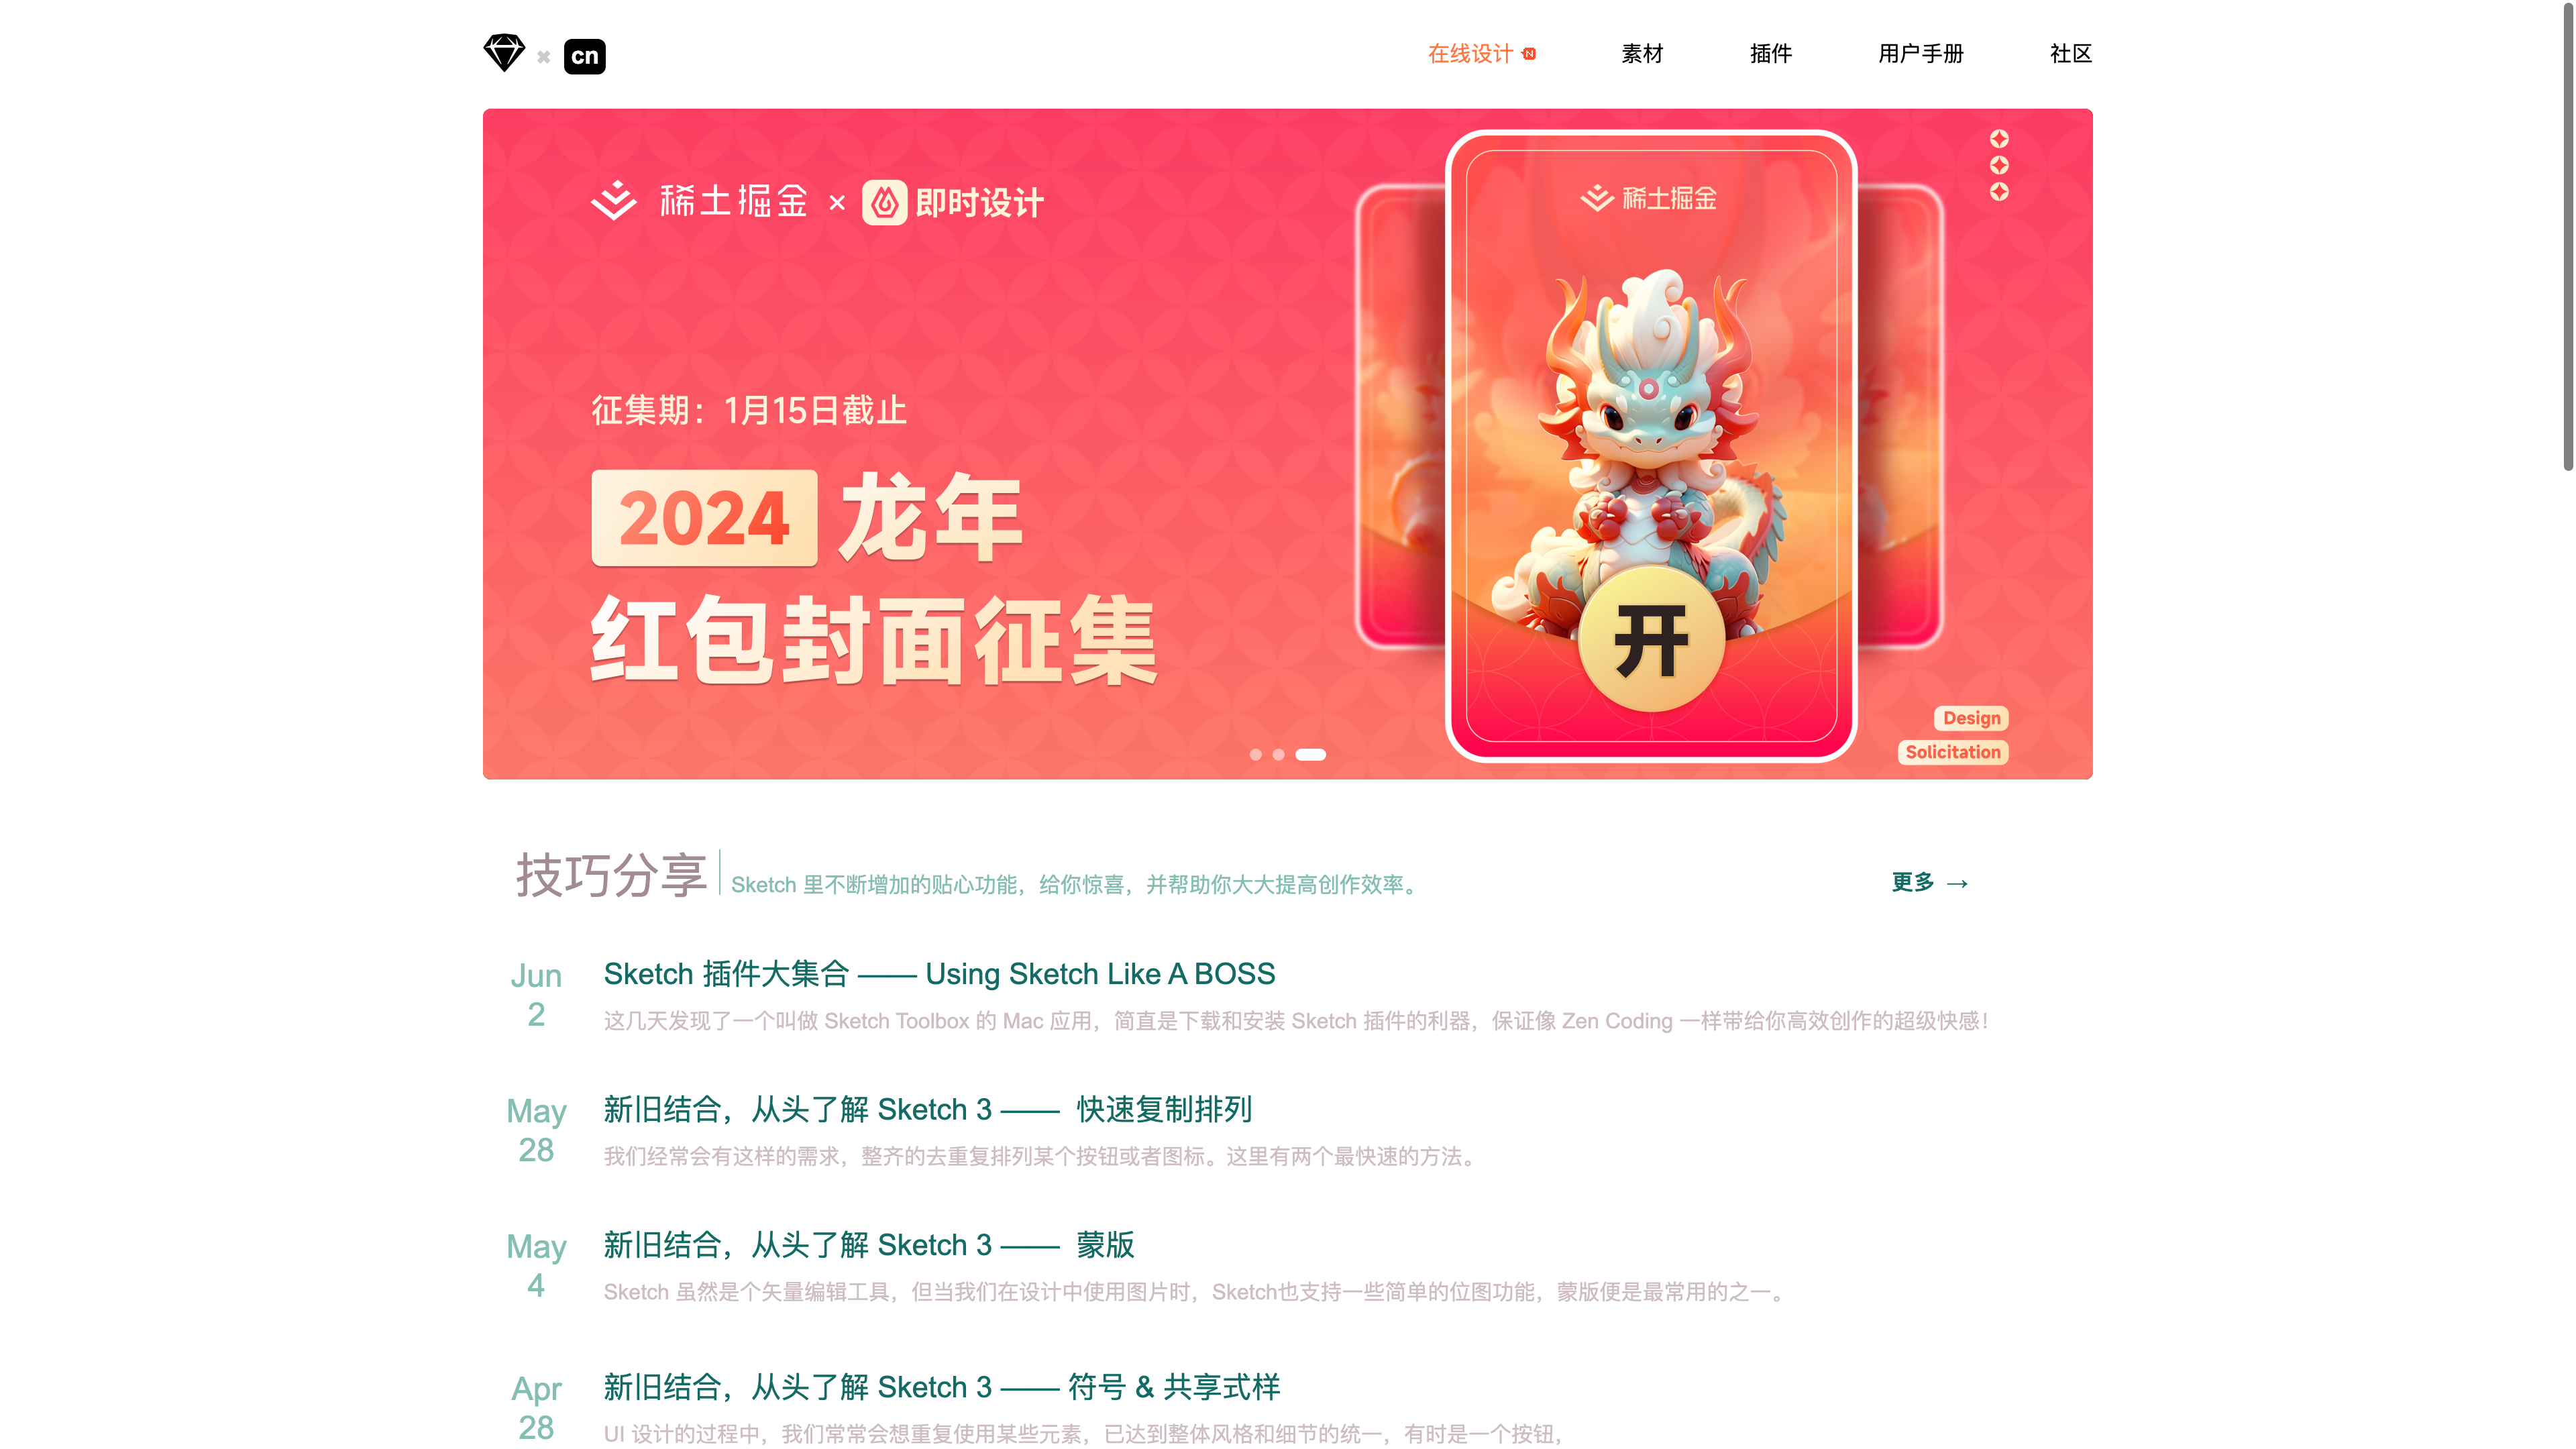 cn
在线设计 N
素材
插件
用户手册
社区
稀土掘金 × 即时设计
稀土掘金
征集期：1月15日截止
2024 龙年
红包封面征集
开
Design
Solicitation
技巧分享
Sketch 里不断增加的贴心功能，给你惊喜，并帮助你大大提高创作效率。
更多 →
Jun 2
Sketch 插件大集合 —— Using Sketch Like A BOSS
这几天发现了一个叫做 Sketch Toolbox 的 Mac 应用，简直是下载和安装 Sketch 插件的利器，保证像 Zen Coding 一样带给你高效创作的超级快感！
May 28
新旧结合，从头了解 Sketch 3 —— 快速复制排列
我们经常会有这样的需求，整齐的去重复排列某个按钮或者图标。这里有两个最快速的方法。
May 4
新旧结合，从头了解 Sketch 3 —— 蒙版
Sketch 虽然是个矢量编辑工具，但当我们在设计中使用图片时，Sketch也支持一些简单的位图功能，蒙版便是最常用的之一。
Apr 28
新旧结合，从头了解 Sketch 3 —— 符号 & 共享式样
UI 设计的过程中，我们常常会想重复使用某些元素，已达到整体风格和细节的统一，有时是一个按钮，